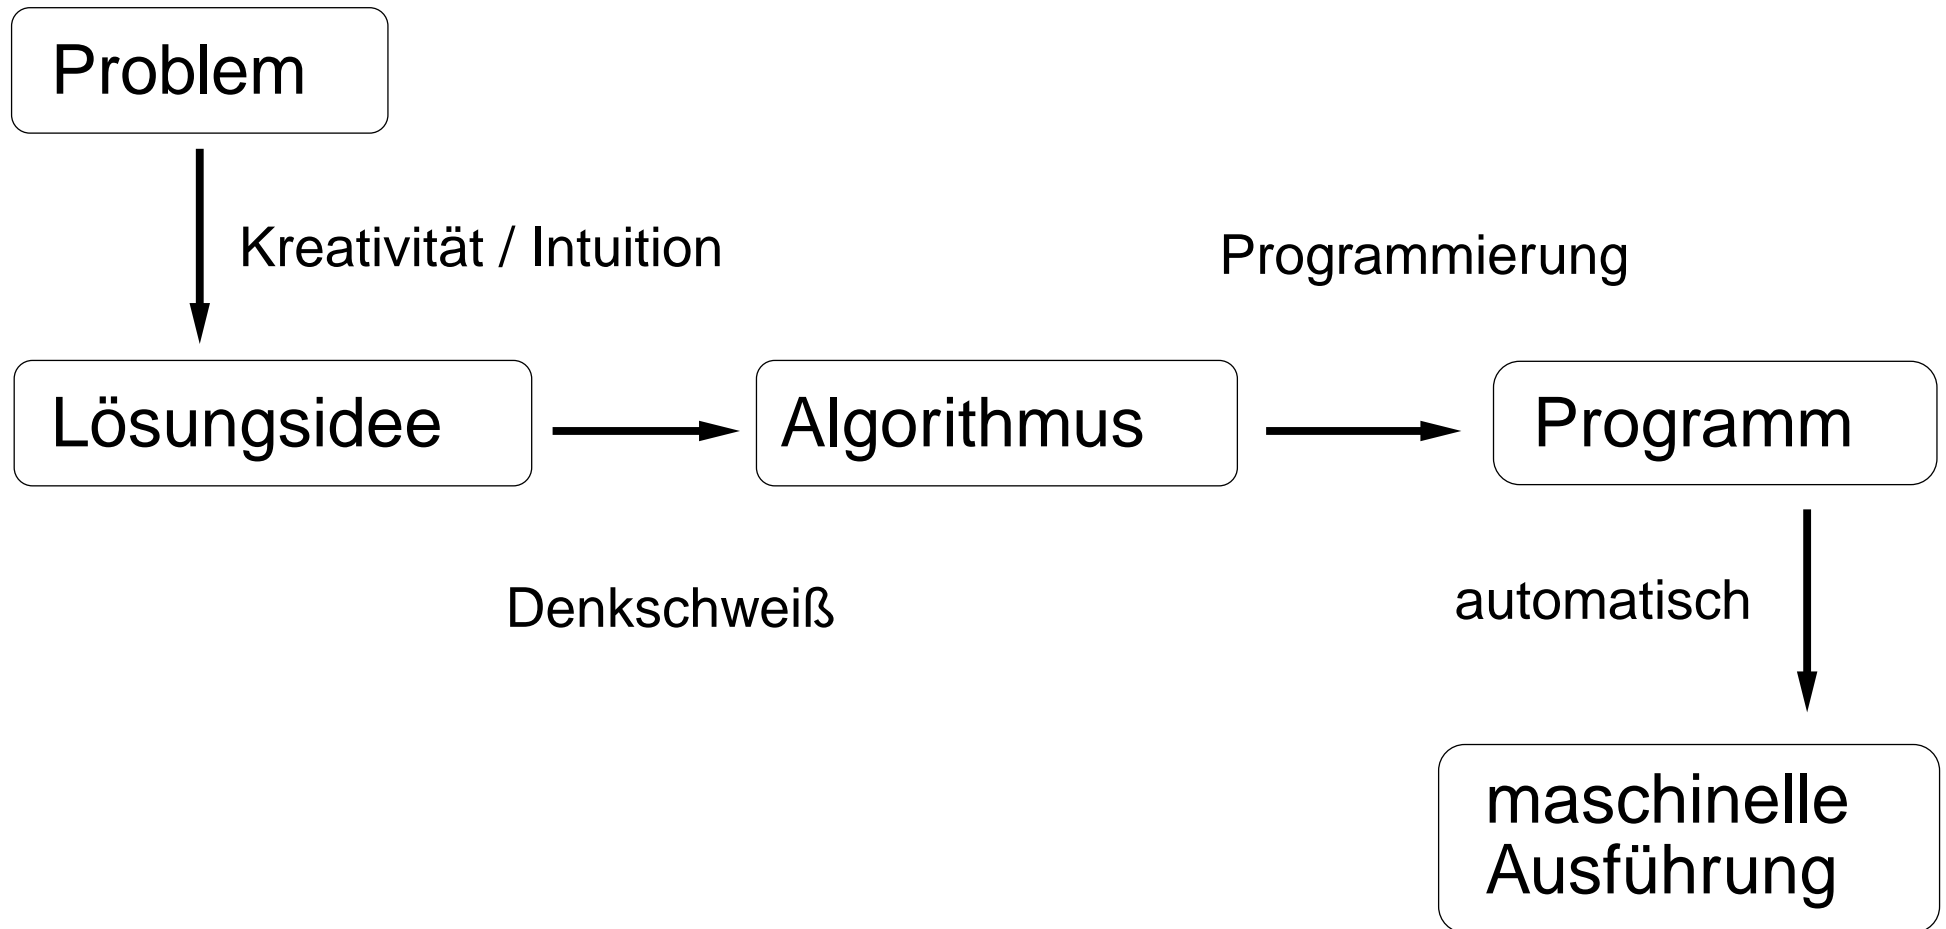 Problem
Kreativität / Intuition
Programmierung
Lösungsidee
Algorithmus
Programm
Denkschweiß
automatisch
maschinelle
Ausführung